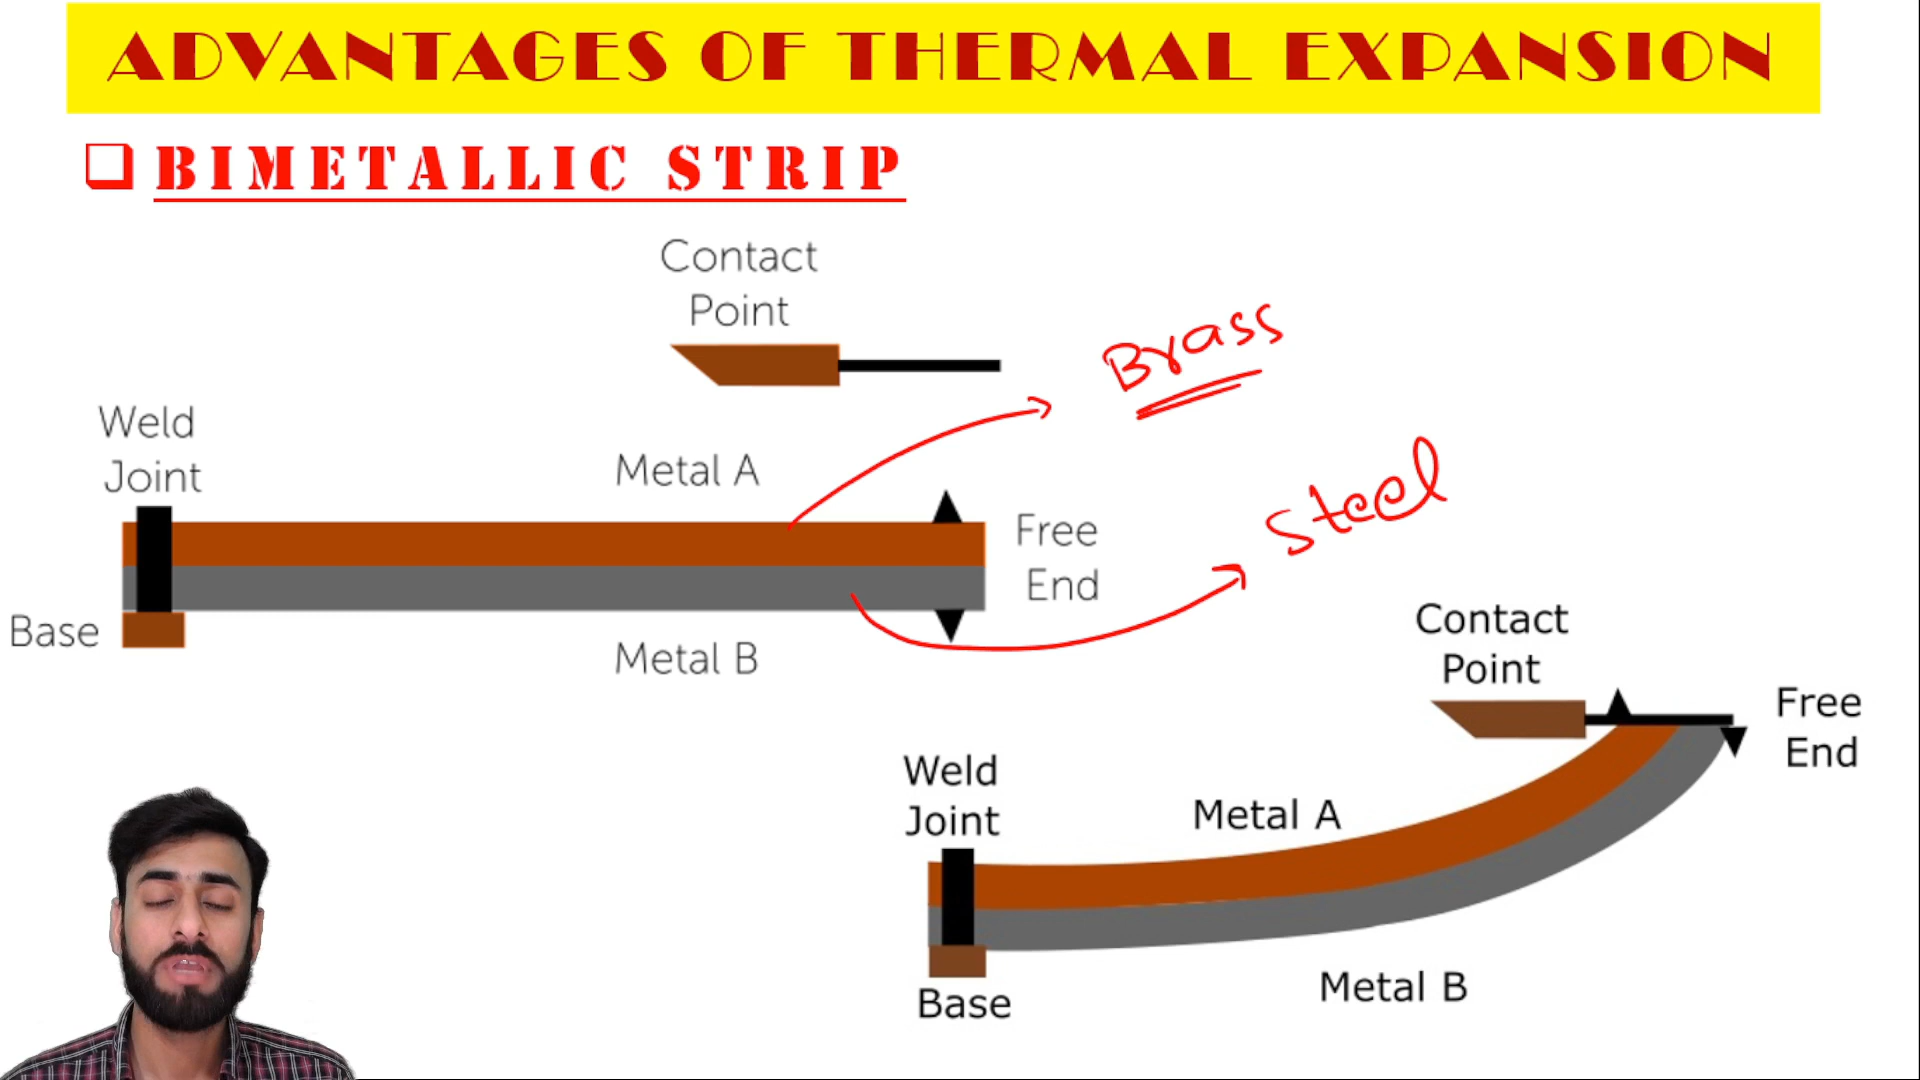 ADVANTAGES OF THERMAL EXPANSION
BIMETALLIC STRIP
Contact
Point
Brass
Weld
Joint
Metal A
Steel
Free
End
Base
Metal B
Contact
Point
Free
End
Weld
Joint
Metal A
Metal B
Base